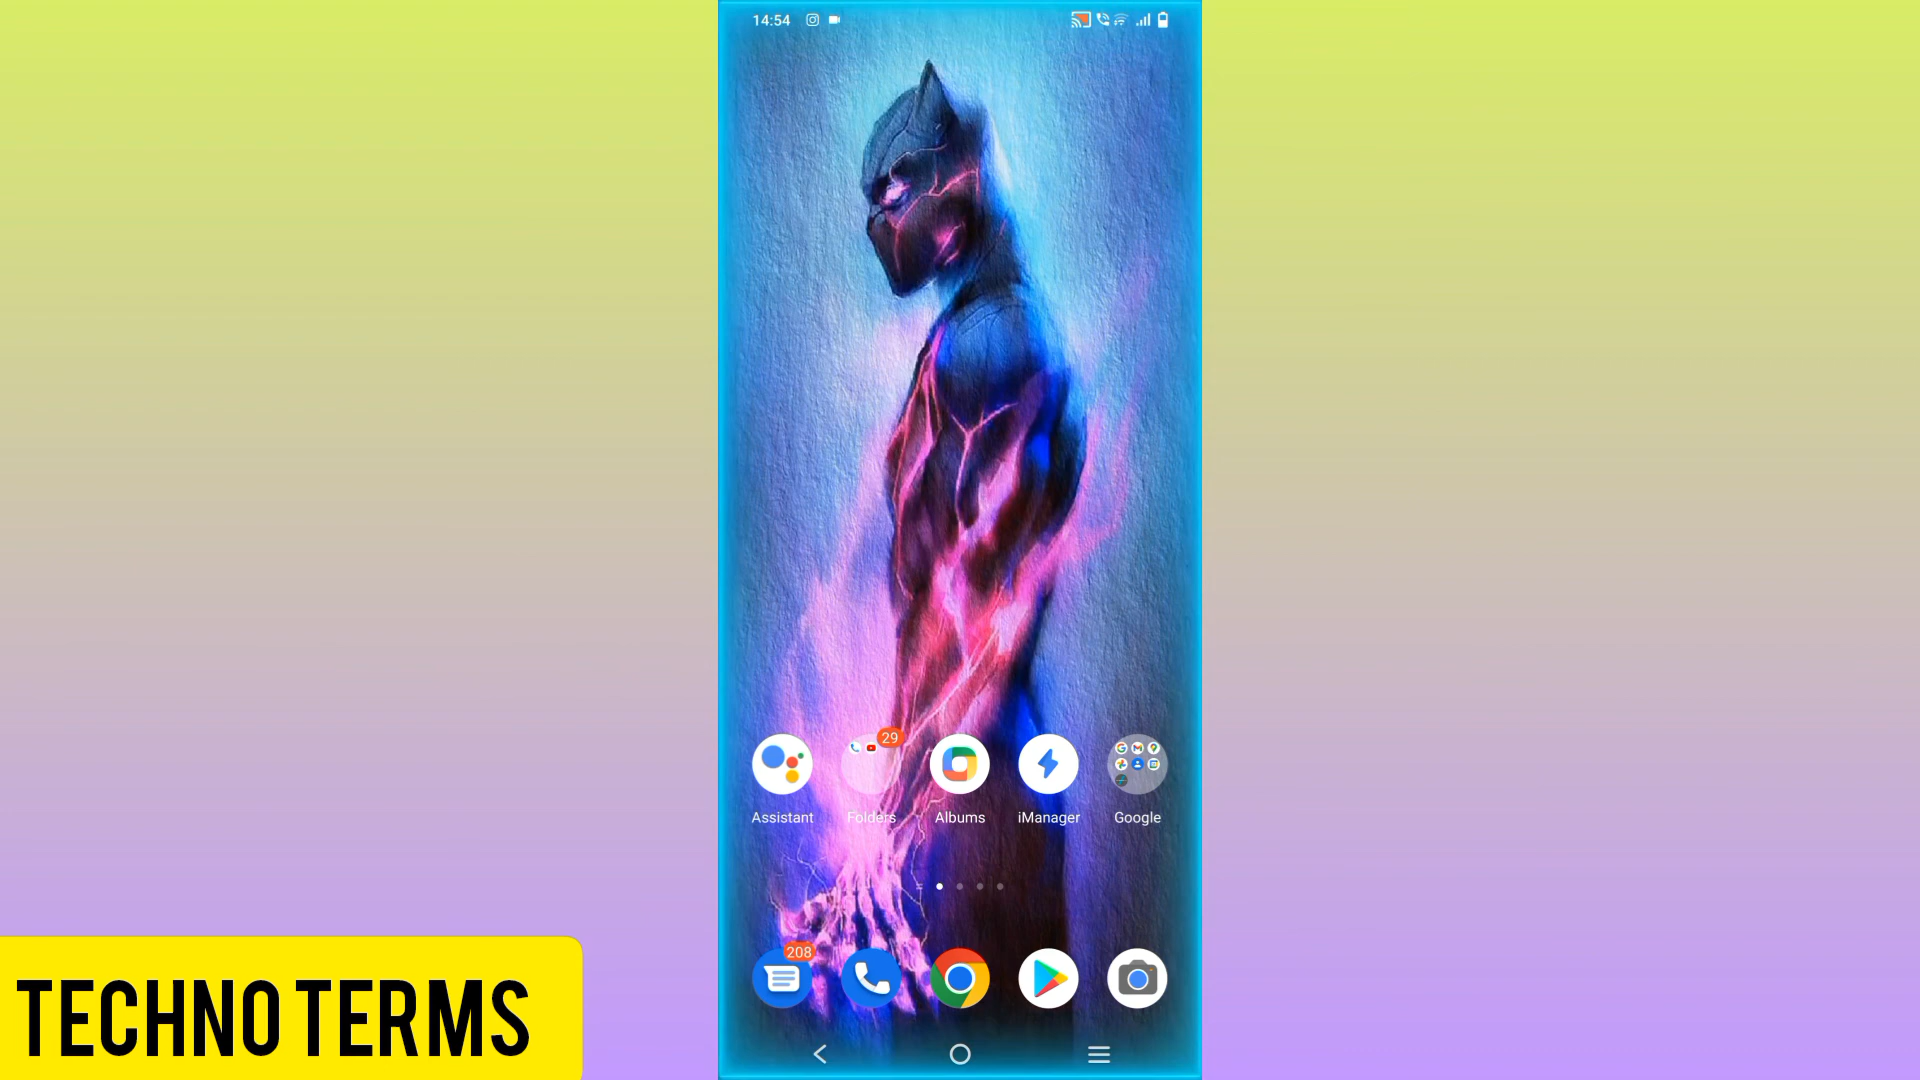 14:54
29
Assistant
Folders
Albums
iManager
Google
208
TECHNO TERMS